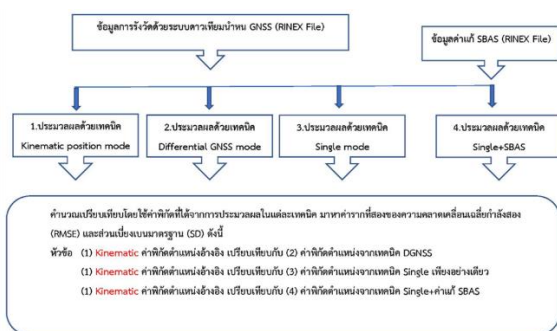 ข้อมูลการรังวัดด้วยระบบดาวเทียมนำหน GNSS (RINEX File)
ข้อมูลค่าแก้ SBAS (RINEX File)
1.ประมวลผลด้วยเทคนิค
Kinematic position mode
2.ประมวลผลด้วยเทคนิค
Differential GNSS mode
3.ประมวลผลด้วยเทคนิค
Single mode
4.ประมวลผลด้วยเทคนิค
Single+SBAS
คำนวณเปรียบเทียบโดยใช้ค่าพิกัดที่ได้จากการประมวลผลในแต่ละเทคนิค มาหาค่ารากที่สองของความคลาดเคลื่อนเฉลี่ยกำลังสอง
(RMSE) และส่วนเบี่ยงเบนมาตรฐาน (SD) ดังนี้
หัวข้อ (1) Kinematic ค่าพิกัดตำแหน่งอ้างอิง เปรียบเทียบกับ (2) ค่าพิกัดตำแหน่งจากเทคนิค DGNSS
(1) Kinematic ค่าพิกัดตำแหน่งอ้างอิง เปรียบเทียบกับ (3) ค่าพิกัดตำแหน่งจากเทคนิค Single เพียงอย่างเดียว
(1) Kinematic ค่าพิกัดตำแหน่งอ้างอิง เปรียบเทียบกับ (4) ค่าพิกัดตำแหน่งจากเทคนิค Single+ค่าแก้ SBAS